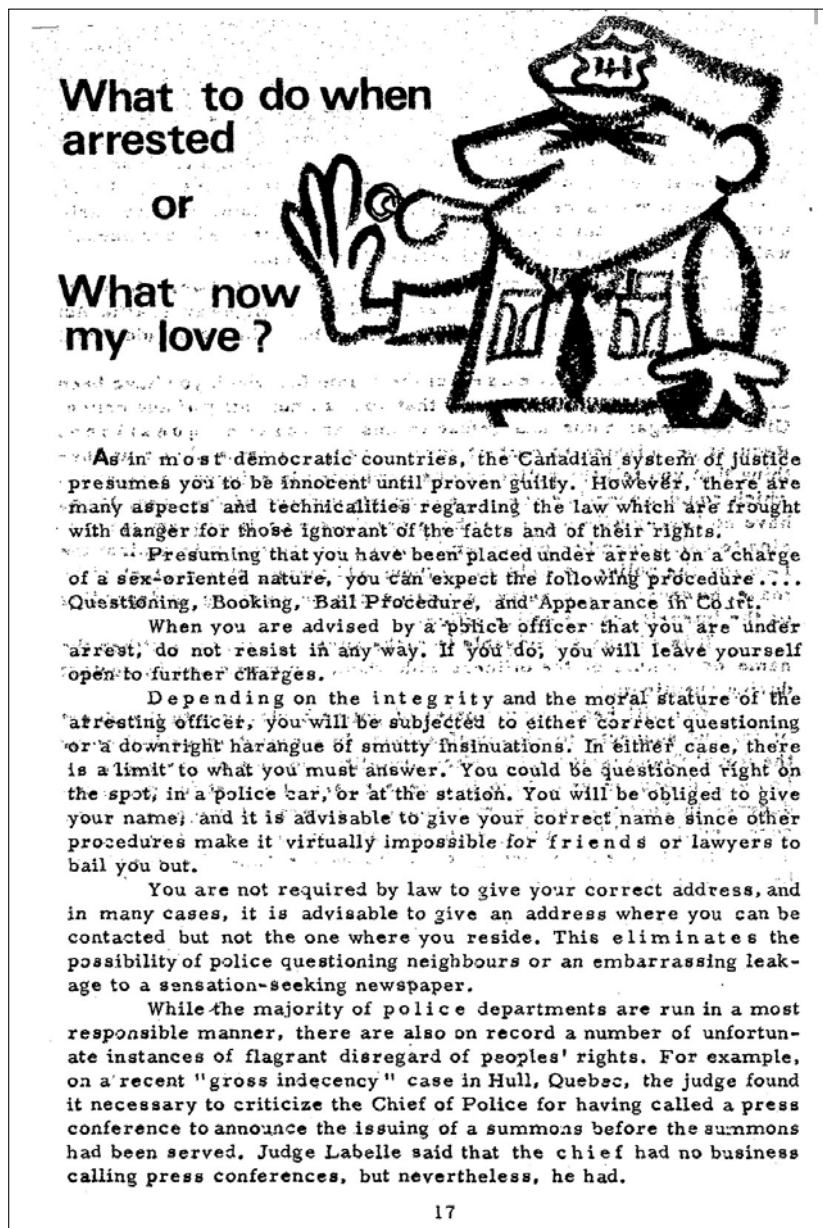 What to do when
arrested
or
What now
my love?
As in most democratic countries, the Canadian system of justice
presumes you to be innocent until proven guilty. However, there are
many aspects and technicalities regarding the law which are frought
with danger for those ignorant of the facts and of their rights.
Presuming that you have been placed under arrest on a charge
of a sex-oriented nature, you can expect the following procedure....
Questioning, Booking, Bail Procedure, and Appearance in Court.
When you are advised by a police officer that you are under
arrest, do not resist in any way. If you do, you will leave yourself
open to further charges.
Depending on the integrity and the moral stature of the
arresting officer, you will be subjected to either correct questioning
or a downright harangue of smutty insinuations. In either case, there
is a limit to what you must answer. You could be questioned right on
the spot, in a police car, or at the station. You will be obliged to give
your name, and it is advisable to give your correct name since other
procedures make it virtually impossible for friends or lawyers to
bail you out.
You are not required by law to give your correct address, and
in many cases, it is advisable to give an address where you can be
contacted but not the one where you reside. This eliminates the
possibility of police questioning neighbours or an embarrassing leak-
age to a sensation-seeking newspaper.
While the majority of police departments are run in a most
responsible manner, there are also on record a number of unfortun-
ate instances of flagrant disregard of peoples' rights. For example,
on a recent "gross indecency" case in Hull, Quebec, the judge found
it necessary to criticize the Chief of Police for having called a press
conference to announce the issuing of a summons before the summons
had been served. Judge Labelle said that the chief had no business
calling press conferences, but nevertheless, he had.
17